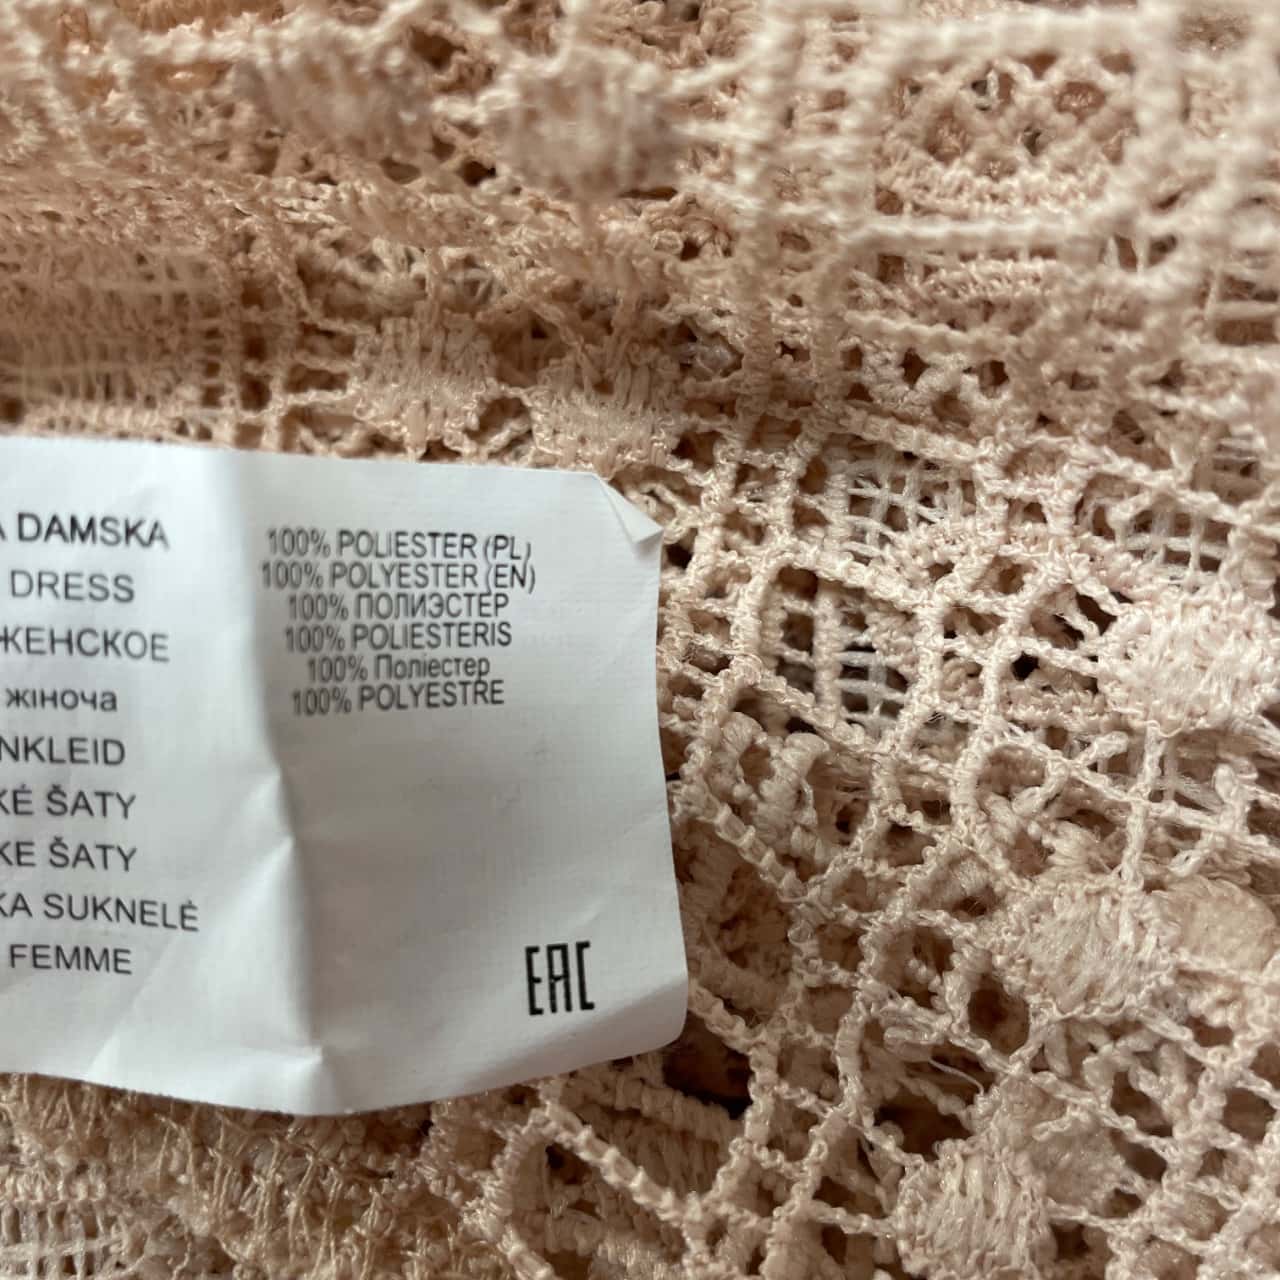 A DAMSKA
DRESS
ЖЕНСКОЕ
жіноча
NKLEID
KÉ ŠATY
KE ŠATY
KA SUKNELĖ
FEMME
100% POLIESTER (PL)
100% POLYESTER (EN)
100% ПОЛИЭСТЕР
100% POLIESTERIS
100% Поліестер
100% POLYESTRE
EAC